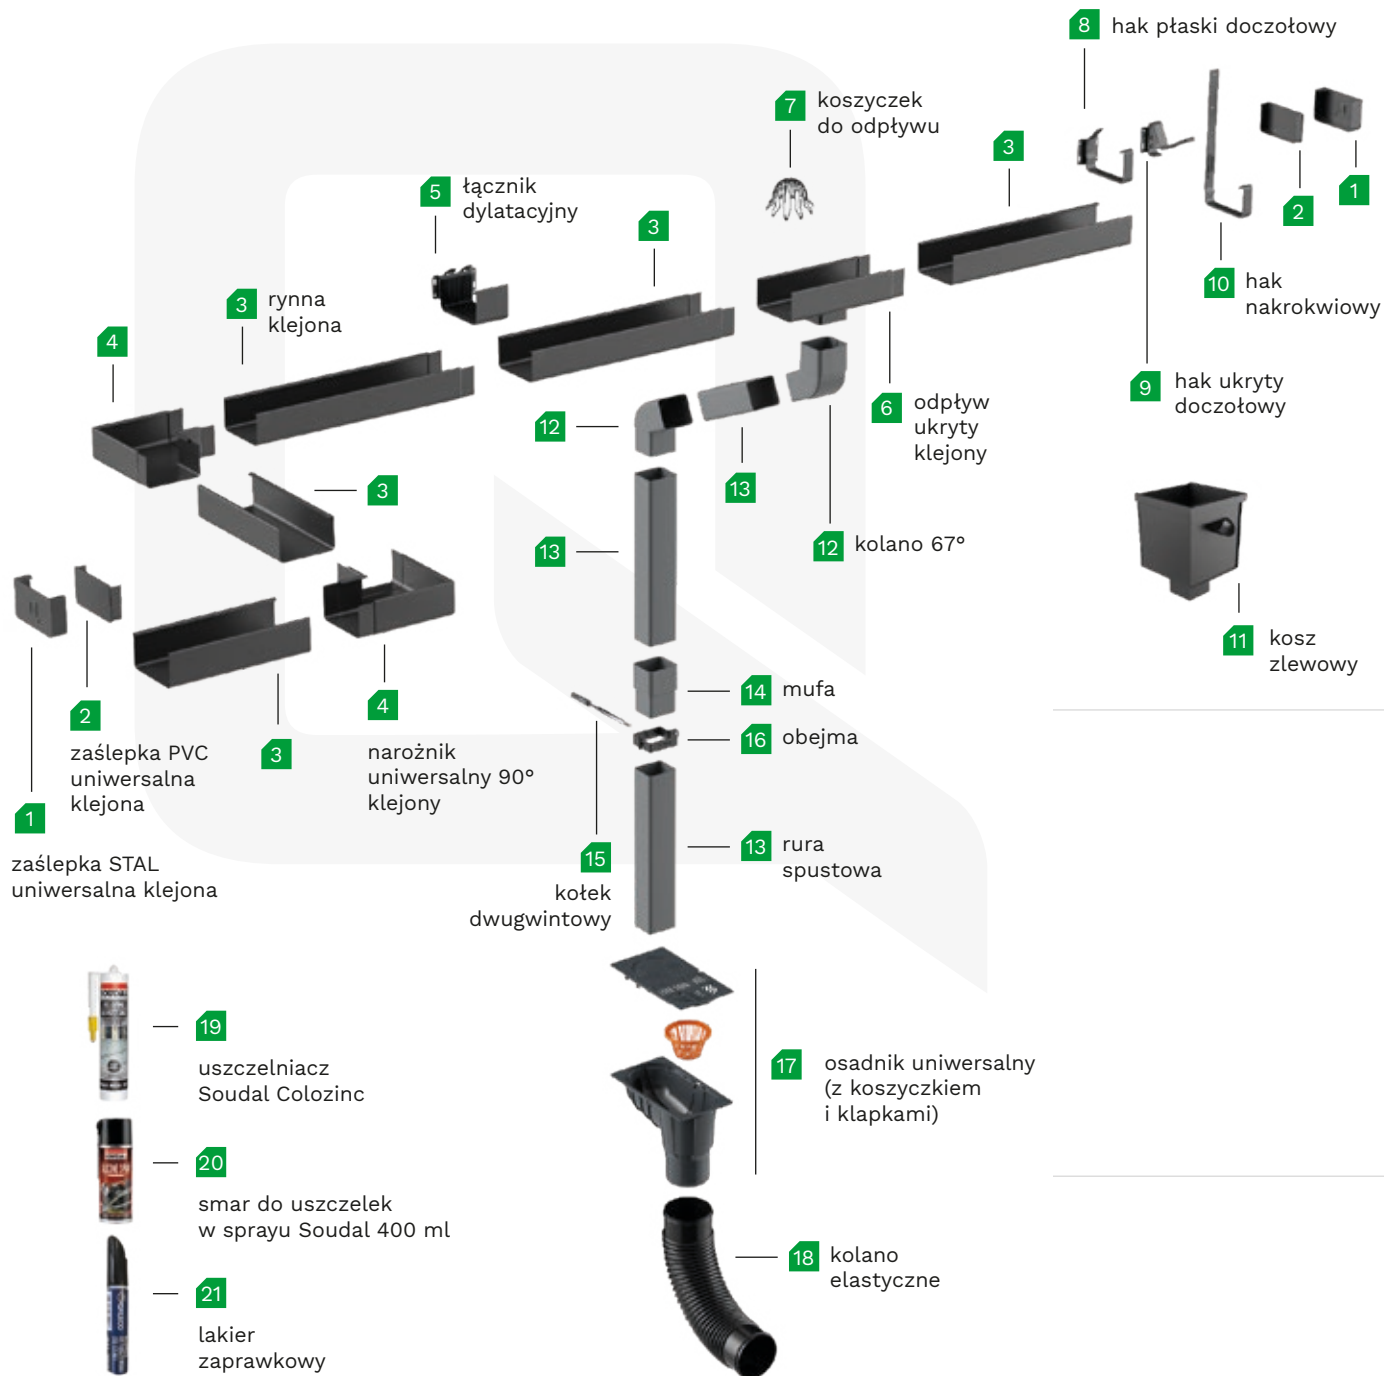 8 hak płaski doczołowy
7 koszyczek
do odpływu
3
1
2
5 łącznik
dylatacyjny
3
10 hak
nakrokwiowy
3 rynna
klejona
4
9 hak ukryty
doczołowy
6 odpływ
ukryty
klejony
12
13
3
13
12 kolano 67°
11 kosz
zlewowy
14 mufa
16 obejma
2
zaślepka PVC
uniwersalna
klejona
3
4
narożnik
uniwersalny 90°
klejony
1
zaślepka STAL
uniwersalna klejona
15
kołek
dwugwintowy
13 rura
spustowa
19
uszczelniacz
Soudal Colozinc
17 osadnik uniwersalny
(z koszyczkiem
i klapkami)
20
smar do uszczelek
w sprayu Soudal 400 ml
18 kolano
elastyczne
21
lakier
zaprawkowy